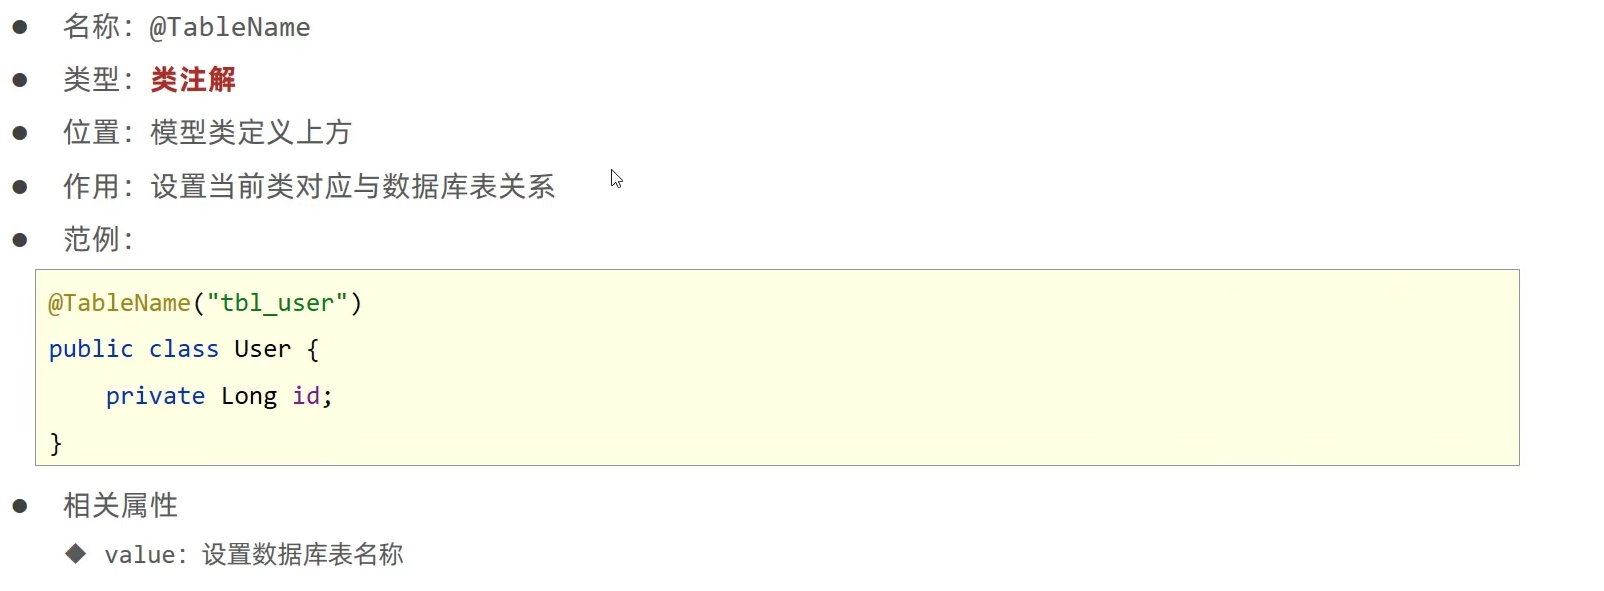 名称：@TableName
类型：类注解
位置：模型类定义上方
作用：设置当前类对应与数据库表关系
范例：
@TableName("tbl_user")
public class User {
    private Long id;
}
相关属性
value：设置数据库表名称